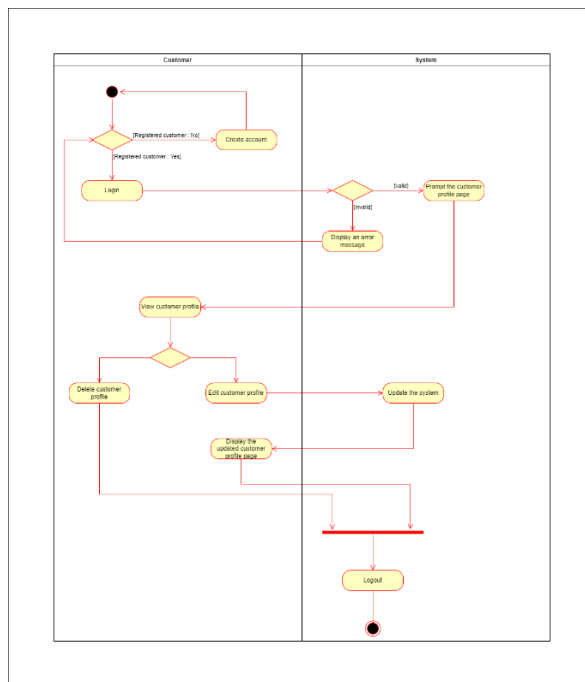 Customer
System
[Registered customer : No]
Create account
[Registered customer : Yes]
Login
[valid]
Prompt the customer
profile page
[invalid]
Display an error
message
View customer profile
Delete customer
profile
Edit customer profile
Update the system
Display the
updated customer
profile page
Logout